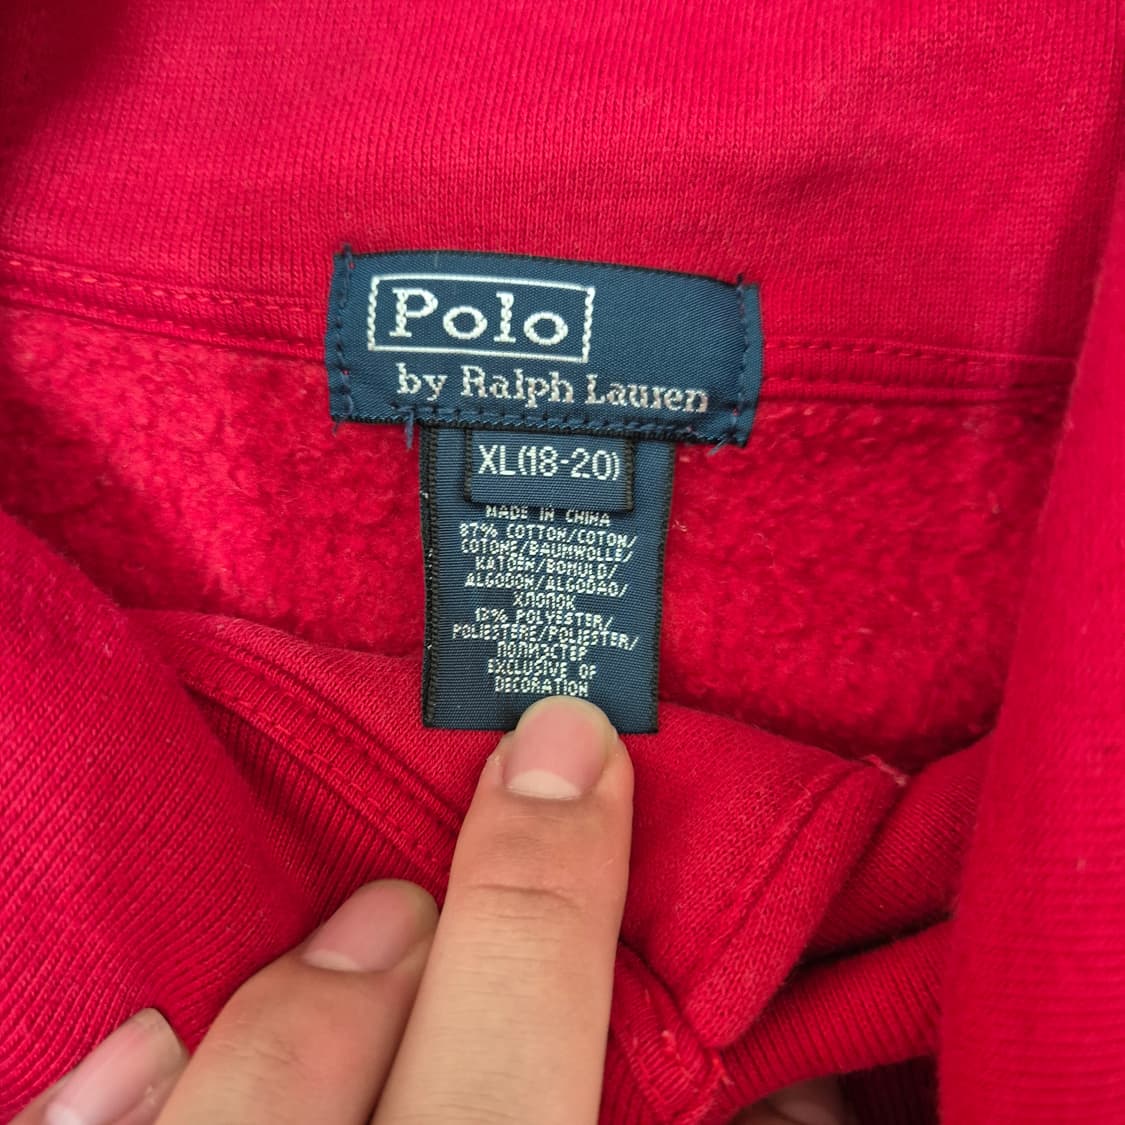 Polo
by Ralph Lauren
XL(18-20)
MADE IN CHINA
87% COTTON/COTON/
COTONE/BAUMWOLLE/
KATOEN/BOMULD/
ALGODON/ALGODAO/
ХЛОПОК
13% POLYESTER/
POLIESTERE/POLIESTER/
ПОЛИЭСТЕР
EXCLUSIVE OF
DECORATION